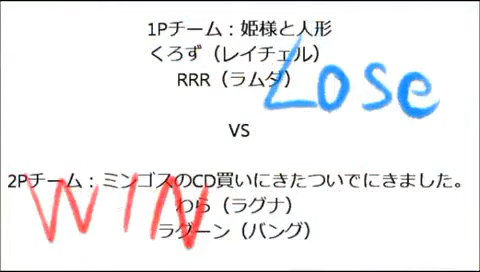 1Pチーム：姫様と人形
くろず（レイチェル）
RRR（ラムダ）
LOSE
VS
2Pチーム：ミンゴスのCD買いにきたついでにきました。
わら（ラグナ）
ラグーン（バング）
WIN